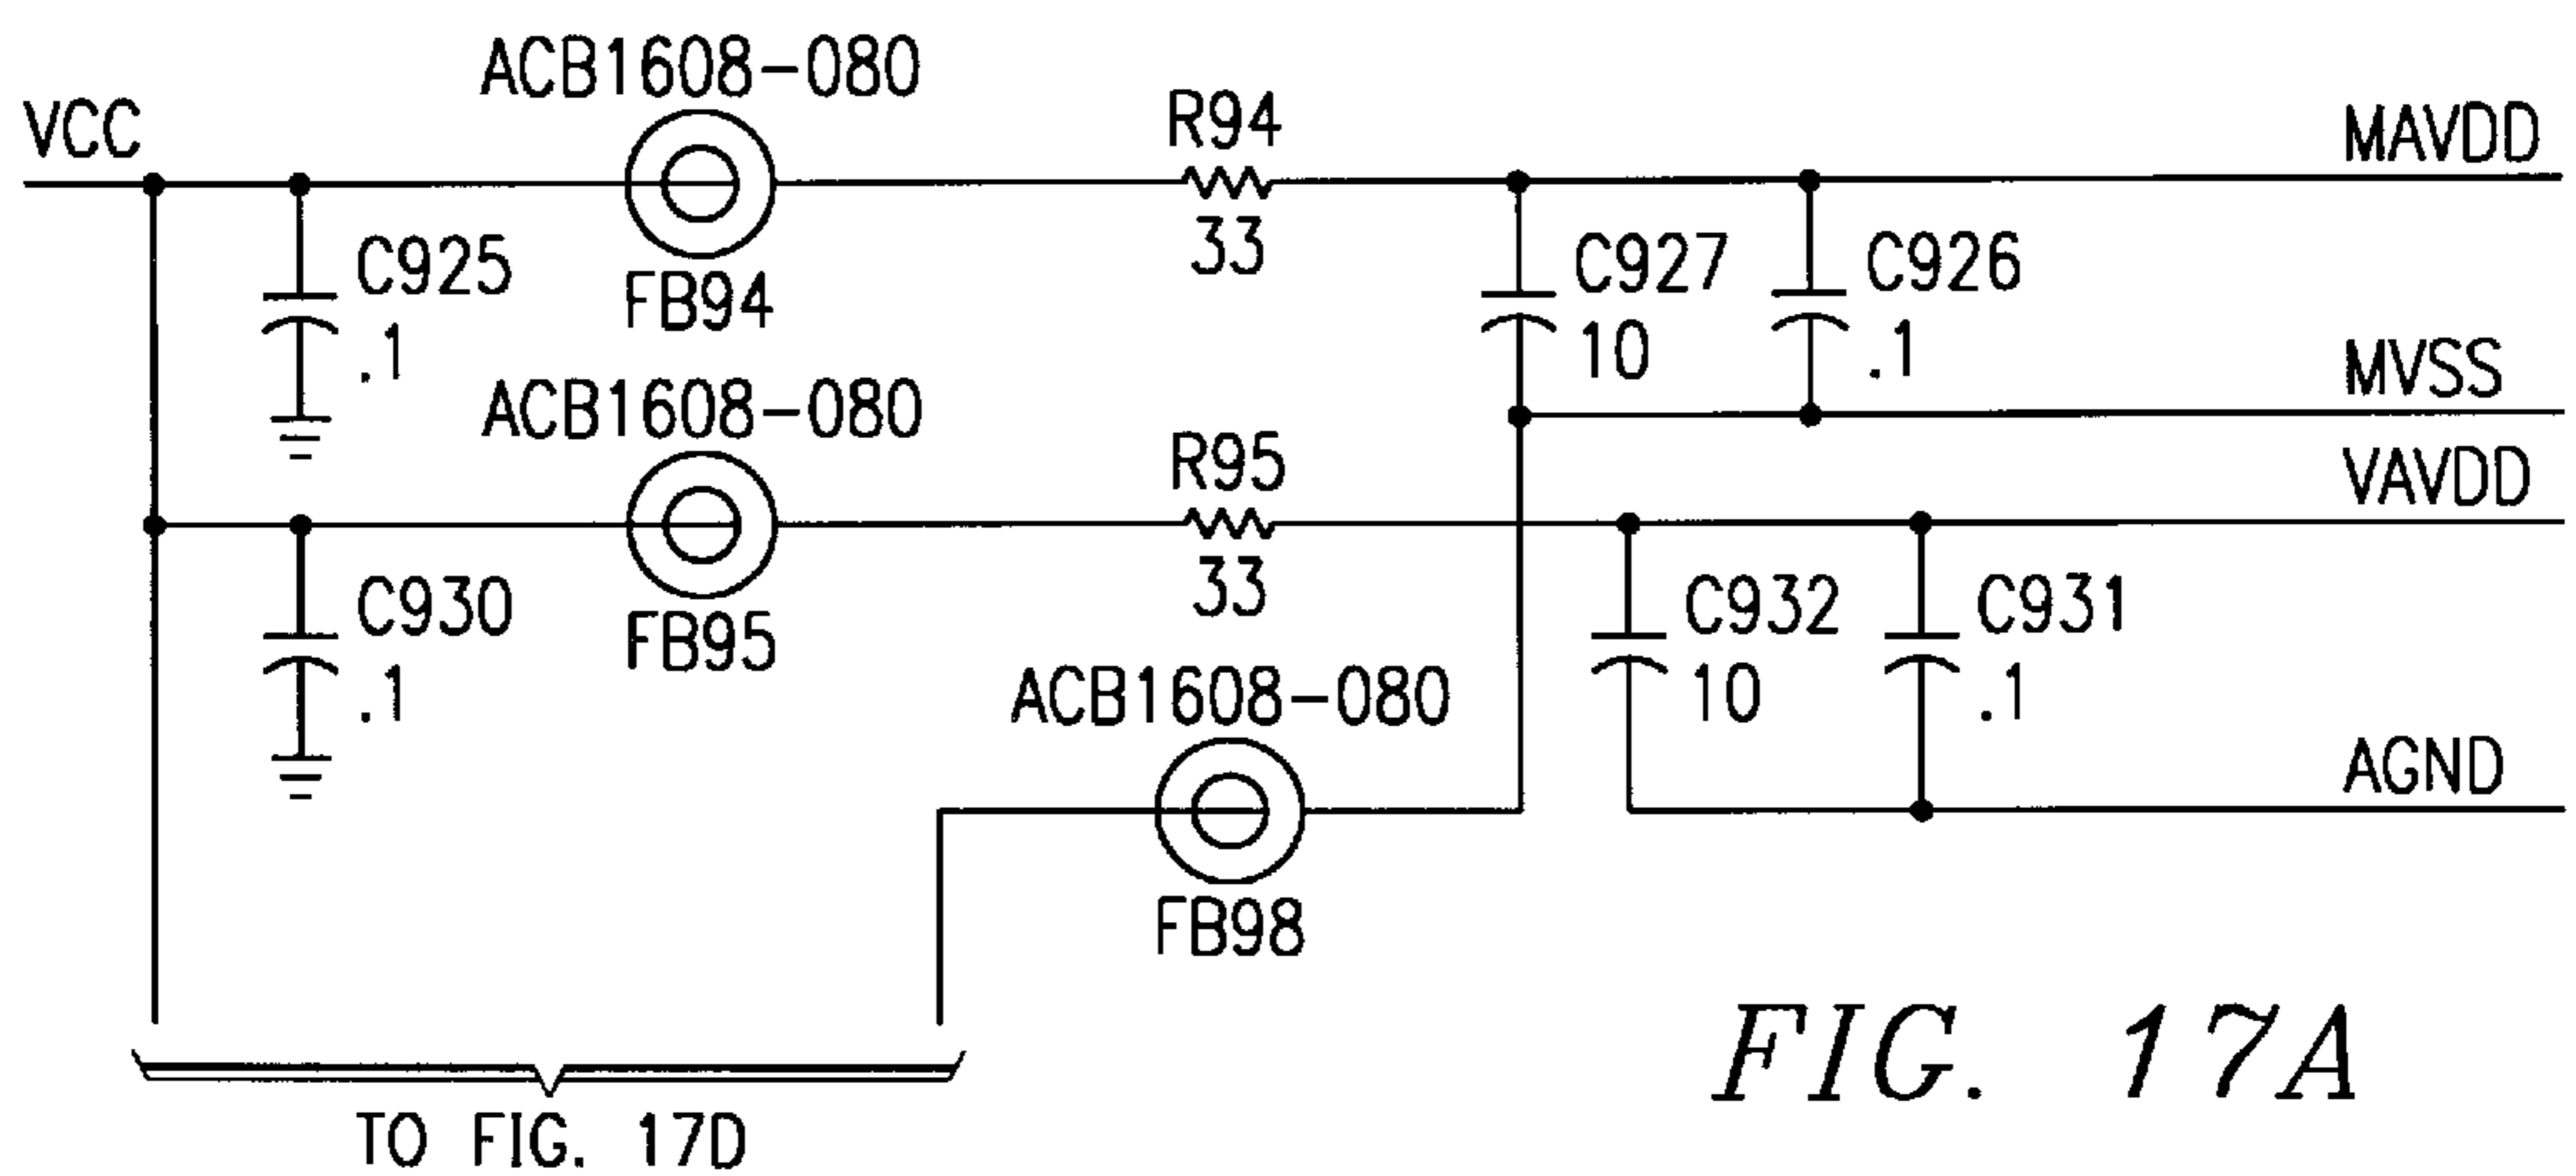 ACB1608-080
VCC
R94
MAVDD
33
C925
.1
FB94
C927
10
C926
.1
MVSS
ACB1608-080
R95
VAVDD
33
C930
.1
FB95
C932
10
C931
.1
ACB1608-080
AGND
FB98
FIG. 17A
TO FIG. 17D